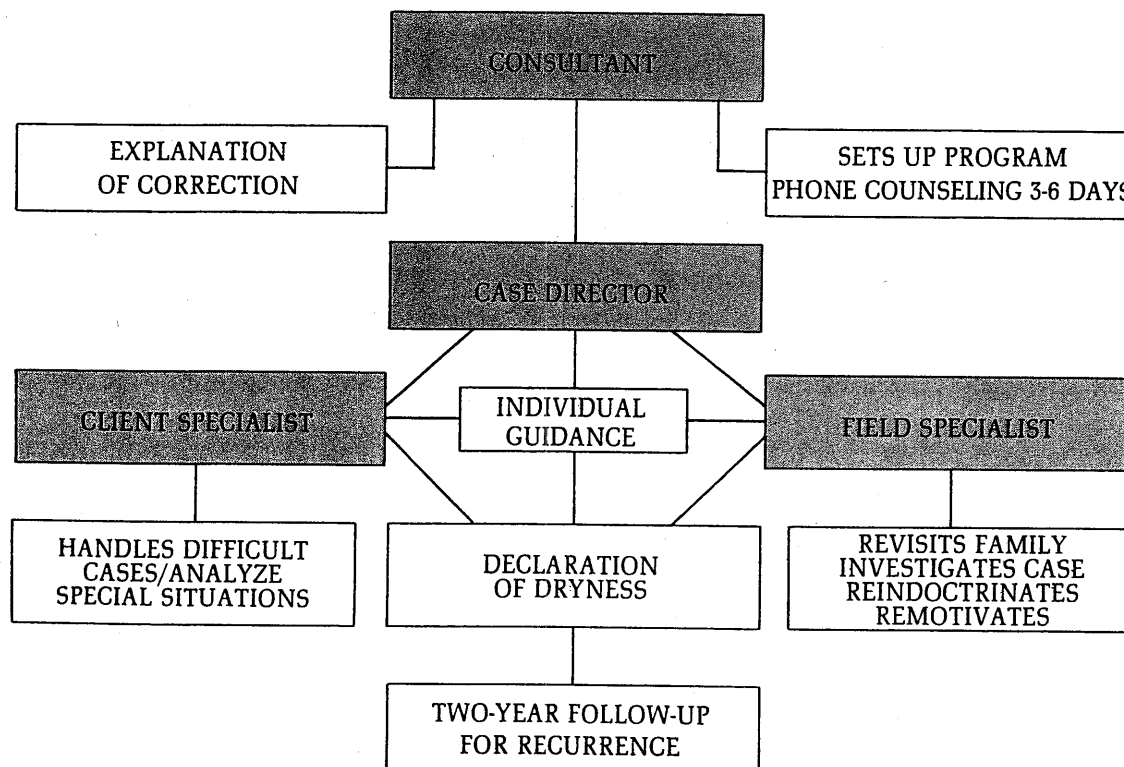 CONSULTANT
EXPLANATION
OF CORRECTION
SETS UP PROGRAM
PHONE COUNSELING 3-6 DAYS
CASE DIRECTOR
CLIENT SPECIALIST
INDIVIDUAL
GUIDANCE
FIELD SPECIALIST
HANDLES DIFFICULT
CASES/ANALYZE
SPECIAL SITUATIONS
DECLARATION
OF DRYNESS
REVISITS FAMILY
INVESTIGATES CASE
REINDOCTRINATES
REMOTIVATES
TWO-YEAR FOLLOW-UP
FOR RECURRENCE